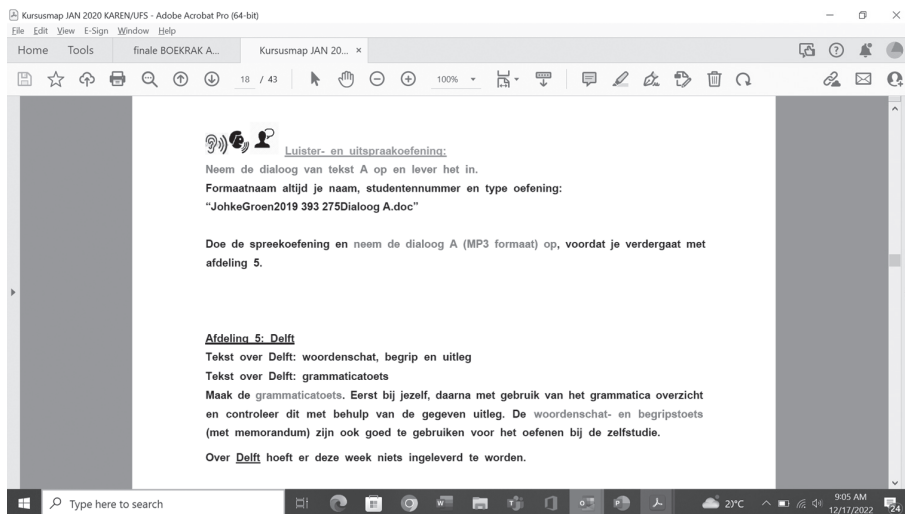 Kursusmap JAN 2020 KAREN/UFS - Adobe Acrobat Pro (64-bit)
File Edit View E-Sign Window Help
Home Tools finale BOEKRAK A... Kursusmap JAN 20... ×
18 / 43 100%
Luister- en uitspraakoefening:
Neem de dialoog van tekst A op en lever het in.
Formaatnaam altijd je naam, studentennummer en type oefening:
“JohkeGroen2019 393 275Dialoog A.doc”
Doe de spreekoefening en neem de dialoog A (MP3 formaat) op, voordat je verdergaat met
afdeling 5.
Afdeling 5: Delft
Tekst over Delft: woordenschat, begrip en uitleg
Tekst over Delft: grammaticatoets
Maak de grammaticatoets. Eerst bij jezelf, daarna met gebruik van het grammatica overzicht
en controleer dit met behulp van de gegeven uitleg. De woordenschat- en begripstoets
(met memorandum) zijn ook goed te gebruiken voor het oefenen bij de zelfstudie.
Over Delft hoeft er deze week niets ingeleverd te worden.
Type here to search
9:05 AM
12/17/2022
24